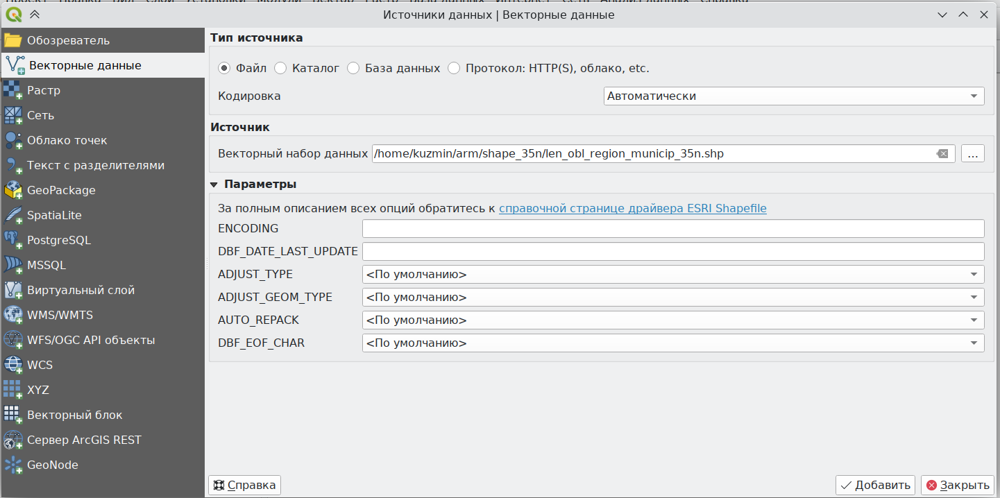 Источники данных | Векторные данные
Обозреватель
Векторные данные
Растр
Сеть
Облако точек
Текст с разделителями
GeoPackage
SpatiaLite
PostgreSQL
MSSQL
Виртуальный слой
WMS/WMTS
WFS/OGC API объекты
WCS
XYZ
Векторный блок
Сервер ArcGIS REST
GeoNode
Тип источника
Файл Каталог База данных Протокол: HTTP(S), облако, etc.
Кодировка Автоматически
Источник
Векторный набор данных /home/kuzmin/arm/shape_35n/len_obl_region_municip_35n.shp ...
Параметры
За полным описанием всех опций обратитесь к справочной странице драйвера ESRI Shapefile
ENCODING
DBF_DATE_LAST_UPDATE
ADJUST_TYPE <По умолчанию>
ADJUST_GEOM_TYPE <По умолчанию>
AUTO_REPACK <По умолчанию>
DBF_EOF_CHAR <По умолчанию>
Справка Добавить Закрыть